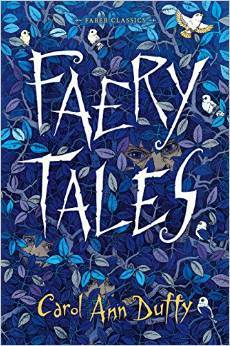 FABER CLASSICS
FAERY
TALES
Carol Ann Duffy